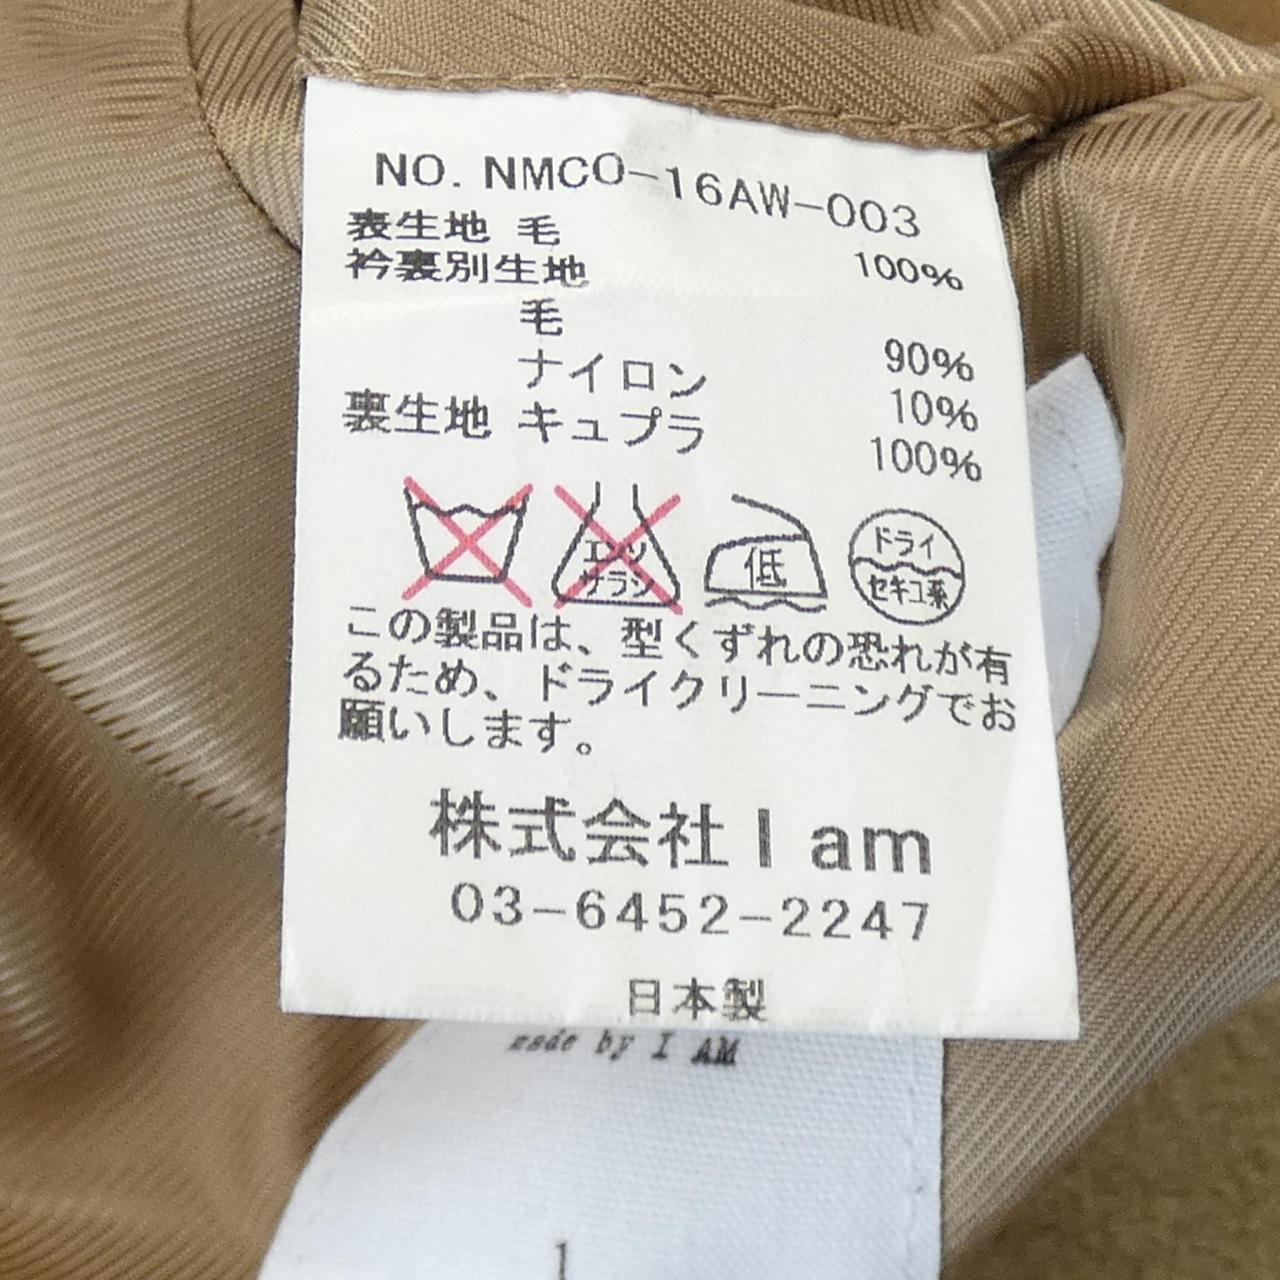 NO. NMCO-16AW-003
表生地 毛 100%
衿裏別生地
毛 90%
ナイロン 10%
裏生地 キュプラ 100%
エンソ
サラシ
低
ドライ
セキユ系
この製品は、型くずれの恐れが有
るため、ドライクリーニングでお
願いします。
株式会社 I am
03-6452-2247
日本製
made by I AM
1